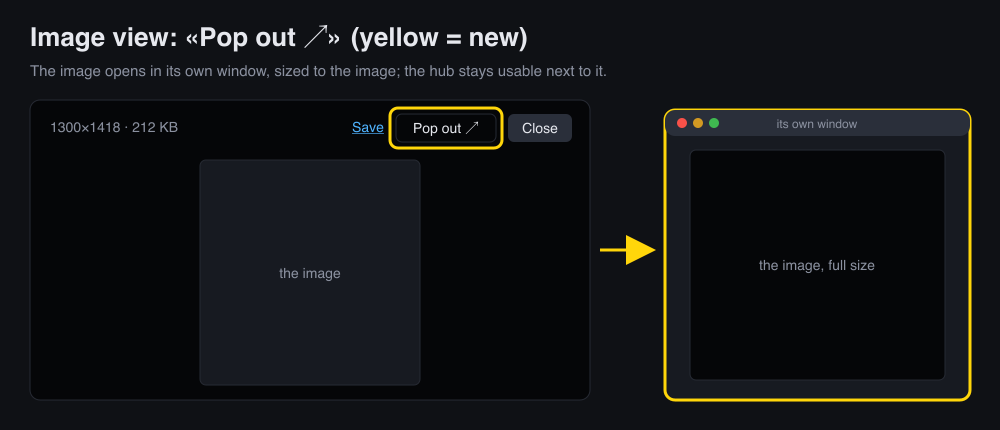 Image view: «Pop out ↗» (yellow = new)
The image opens in its own window, sized to the image; the hub stays usable next to it.
1300×1418 · 212 KB
Save
Pop out ↗
Close
the image
its own window
the image, full size